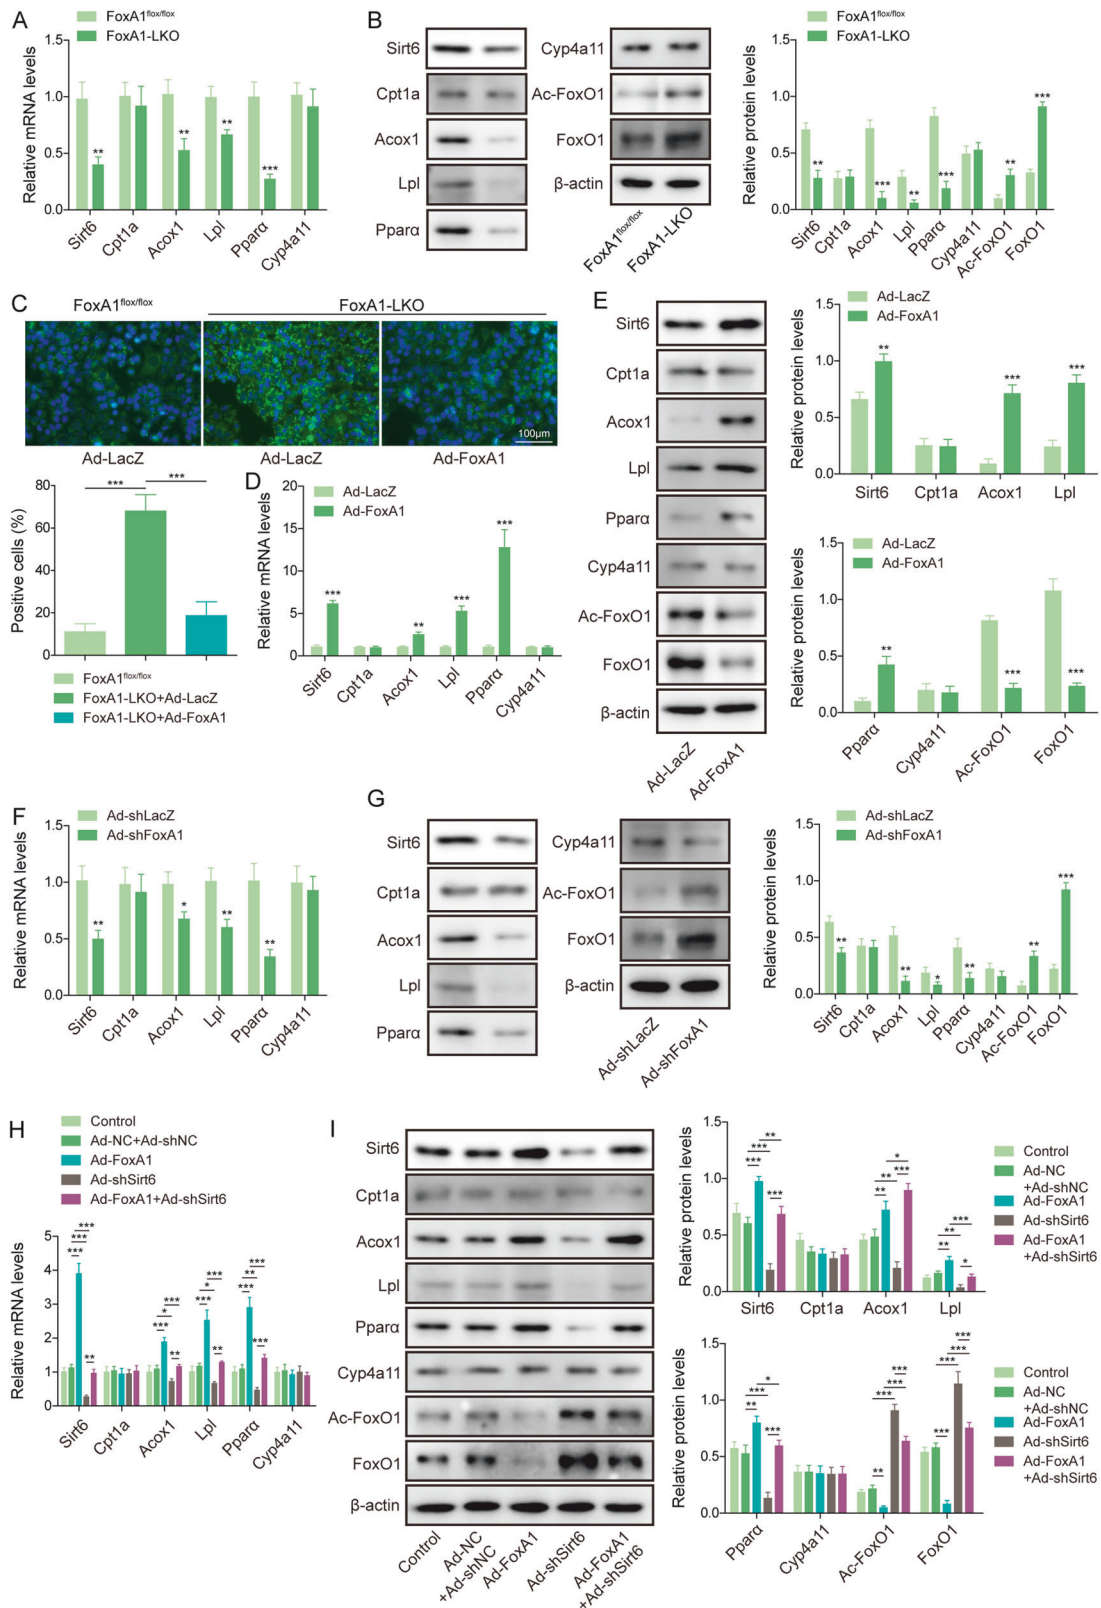 A
FoxA1flox/flox
FoxA1-LKO
Relative mRNA levels
1.5
1.0
0.5
0.0
** ** ** ***
Sirt6 Cpt1a Acox1 Lpl Pparα Cyp4a11
B
Sirt6
Cpt1a
Acox1
Lpl
Pparα
Cyp4a11
Ac-FoxO1
FoxO1
β-actin
FoxA1flox/flox FoxA1-LKO
FoxA1flox/flox
FoxA1-LKO
Relative protein levels
1.5
1.0
0.5
0.0
** *** ** *** ** ***
Sirt6 Cpt1a Acox1 Lpl Pparα Cyp4a11 Ac-FoxO1 FoxO1
C
FoxA1flox/flox FoxA1-LKO
100μm
Ad-LacZ Ad-LacZ Ad-FoxA1
Positive cells (%)
80
60
40
20
0
*** ***
FoxA1flox/flox
FoxA1-LKO+Ad-LacZ
FoxA1-LKO+Ad-FoxA1
D
Ad-LacZ
Ad-FoxA1
Relative mRNA levels
20
15
10
5
0
*** ** *** ***
Sirt6 Cpt1a Acox1 Lpl Pparα Cyp4a11
E
Sirt6
Cpt1a
Acox1
Lpl
Pparα
Cyp4a11
Ac-FoxO1
FoxO1
β-actin
Ad-LacZ Ad-FoxA1
Ad-LacZ
Ad-FoxA1
Relative protein levels
1.5
1.0
0.5
0.0
** *** ***
Sirt6 Cpt1a Acox1 Lpl
Ad-LacZ
Ad-FoxA1
Relative protein levels
1.5
1.0
0.5
0.0
** *** ***
Pparα Cyp4a11 Ac-FoxO1 FoxO1
F
Ad-shLacZ
Ad-shFoxA1
Relative mRNA levels
1.5
1.0
0.5
0.0
** * ** **
Sirt6 Cpt1a Acox1 Lpl Pparα Cyp4a11
G
Sirt6
Cpt1a
Acox1
Lpl
Pparα
Cyp4a11
Ac-FoxO1
FoxO1
β-actin
Ad-shLacZ Ad-shFoxA1
Ad-shLacZ
Ad-shFoxA1
Relative protein levels
1.5
1.0
0.5
0.0
** ** * ** ** ***
Sirt6 Cpt1a Acox1 Lpl Pparα Cyp4a11 Ac-FoxO1 FoxO1
H
Control
Ad-NC+Ad-shNC
Ad-FoxA1
Ad-shSirt6
Ad-FoxA1+Ad-shSirt6
Relative mRNA levels
5
4
2
1
0
*** *** *** **
*** * *** **
*** * *** **
*** ** *** ***
Sirt6 Cpt1a Acox1 Lpl Pparα Cyp4a11
I
Sirt6
Cpt1a
Acox1
Lpl
Pparα
Cyp4a11
Ac-FoxO1
FoxO1
β-actin
Control
Ad-NC
+Ad-shNC
Ad-FoxA1
Ad-shSirt6
Ad-FoxA1
+Ad-shSirt6
Relative protein levels
1.5
1.0
0.5
0.0
*** *** ** ***
** ** * ***
** ** *** *
Sirt6 Cpt1a Acox1 Lpl
Control
Ad-NC
+Ad-shNC
Ad-FoxA1
Ad-shSirt6
Ad-FoxA1
+Ad-shSirt6
Relative protein levels
1.5
1.0
0.5
0.0
** *** * ***
** *** *** ***
*** *** *** ***
Pparα Cyp4a11 Ac-FoxO1 FoxO1
Control
Ad-NC
+Ad-shNC
Ad-FoxA1
Ad-shSirt6
Ad-FoxA1
+Ad-shSirt6